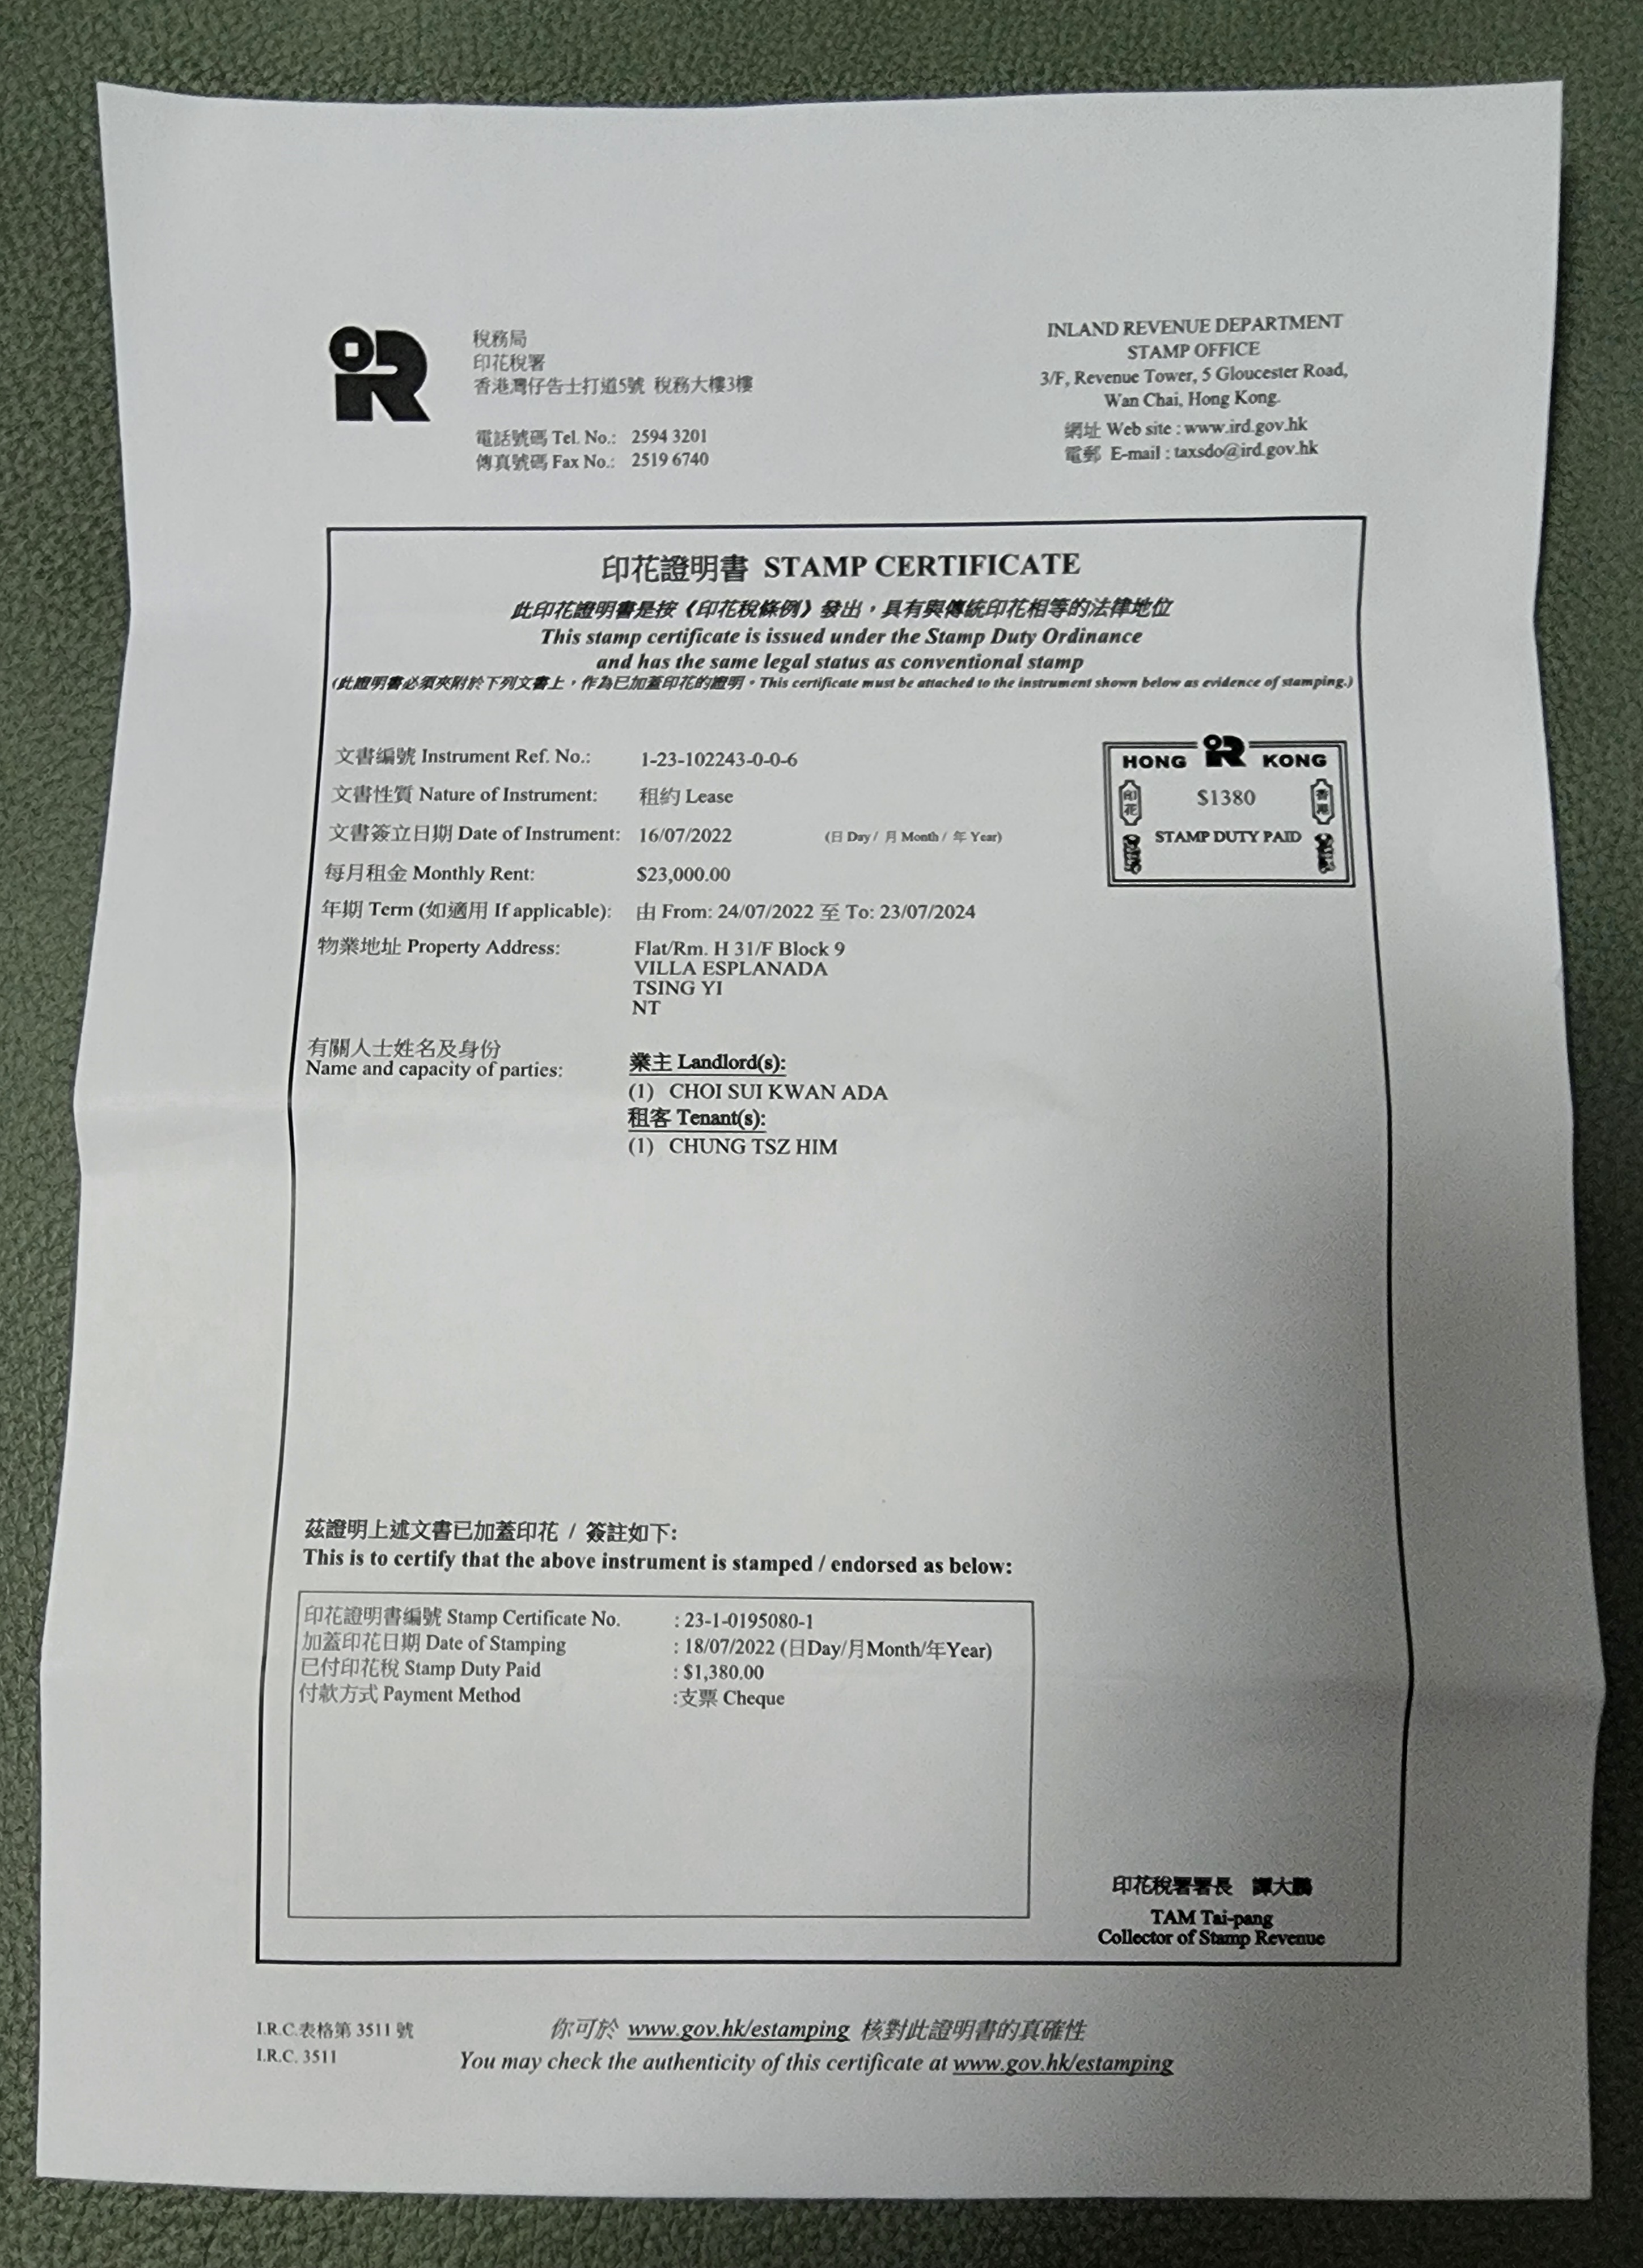 稅務局
印花稅署
香港灣仔告士打道5號 稅務大樓3樓
電話號碼 Tel. No.: 2594 3201
傳真號碼 Fax No.: 2519 6740
INLAND REVENUE DEPARTMENT
STAMP OFFICE
3/F, Revenue Tower, 5 Gloucester Road,
Wan Chai, Hong Kong.
網址 Web site : www.ird.gov.hk
電郵 E-mail : taxsdo@ird.gov.hk
印花證明書 STAMP CERTIFICATE
此印花證明書是按《印花稅條例》發出，具有與傳統印花相等的法律地位
This stamp certificate is issued under the Stamp Duty Ordinance
and has the same legal status as conventional stamp
(此證明書必須夾附於下列文書上，作為已加蓋印花的證明。This certificate must be attached to the instrument shown below as evidence of stamping.)
文書編號 Instrument Ref. No.: 1-23-102243-0-0-6
文書性質 Nature of Instrument: 租約 Lease
文書簽立日期 Date of Instrument: 16/07/2022 (日 Day / 月 Month / 年 Year)
每月租金 Monthly Rent: $23,000.00
年期 Term (如適用 If applicable): 由 From: 24/07/2022 至 To: 23/07/2024
物業地址 Property Address: Flat/Rm. H 31/F Block 9
VILLA ESPLANADA
TSING YI
NT
HONG KONG
印花 $1380 香港
STAMP DUTY PAID
有關人士姓名及身份
Name and capacity of parties:
業主 Landlord(s):
(1) CHOI SUI KWAN ADA
租客 Tenant(s):
(1) CHUNG TSZ HIM
茲證明上述文書已加蓋印花 / 簽註如下:
This is to certify that the above instrument is stamped / endorsed as below:
印花證明書編號 Stamp Certificate No. : 23-1-0195080-1
加蓋印花日期 Date of Stamping : 18/07/2022 (日Day/月Month/年Year)
已付印花稅 Stamp Duty Paid : $1,380.00
付款方式 Payment Method :支票 Cheque
印花稅署署長 譚大鵬
TAM Tai-pang
Collector of Stamp Revenue
I.R.C.表格第 3511 號
I.R.C. 3511
你可於 www.gov.hk/estamping 核對此證明書的真確性
You may check the authenticity of this certificate at www.gov.hk/estamping